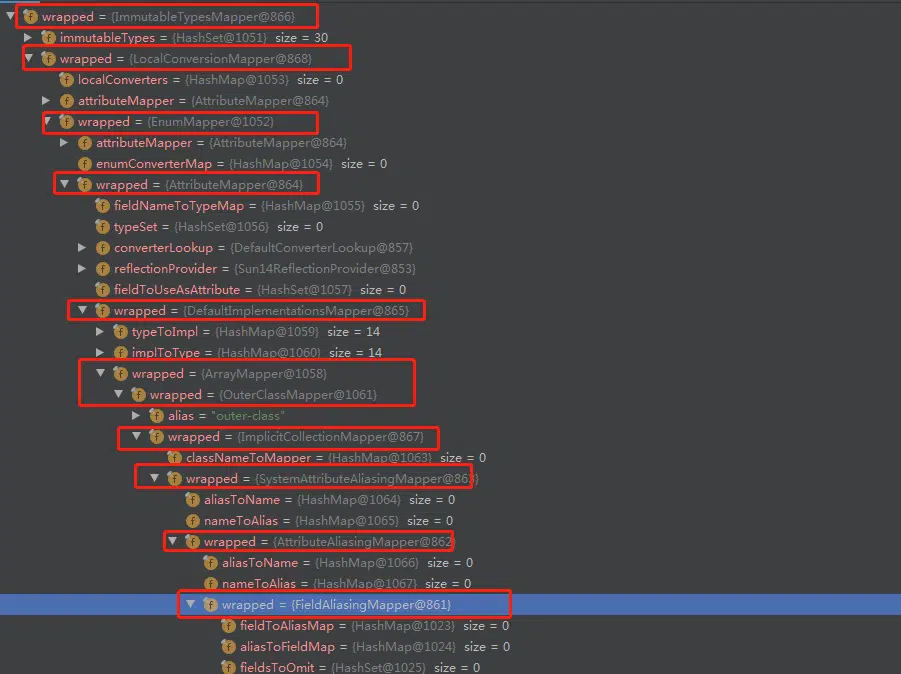 wrapped = {ImmutableTypesMapper@866}
immutableTypes = {HashSet@1051} size = 30
wrapped = {LocalConversionMapper@868}
localConverters = {HashMap@1053} size = 0
attributeMapper = {AttributeMapper@864}
wrapped = {EnumMapper@1052}
attributeMapper = {AttributeMapper@864}
enumConverterMap = {HashMap@1054} size = 0
wrapped = {AttributeMapper@864}
fieldNameToTypeMap = {HashMap@1055} size = 0
typeSet = {HashSet@1056} size = 0
converterLookup = {DefaultConverterLookup@857}
reflectionProvider = {Sun14ReflectionProvider@853}
fieldToUseAsAttribute = {HashSet@1057} size = 0
wrapped = {DefaultImplementationsMapper@865}
typeToImpl = {HashMap@1059} size = 14
implToType = {HashMap@1060} size = 14
wrapped = {ArrayMapper@1058}
wrapped = {OuterClassMapper@1061}
alias = "outer-class"
wrapped = {ImplicitCollectionMapper@867}
classNameToMapper = {HashMap@1063} size = 0
wrapped = {SystemAttributeAliasingMapper@863}
aliasToName = {HashMap@1064} size = 0
nameToAlias = {HashMap@1065} size = 0
wrapped = {AttributeAliasingMapper@862}
aliasToName = {HashMap@1066} size = 0
nameToAlias = {HashMap@1067} size = 0
wrapped = {FieldAliasingMapper@861}
fieldToAliasMap = {HashMap@1023} size = 0
aliasToFieldMap = {HashMap@1024} size = 0
fieldsToOmit = {HashSet@1025} size = 0